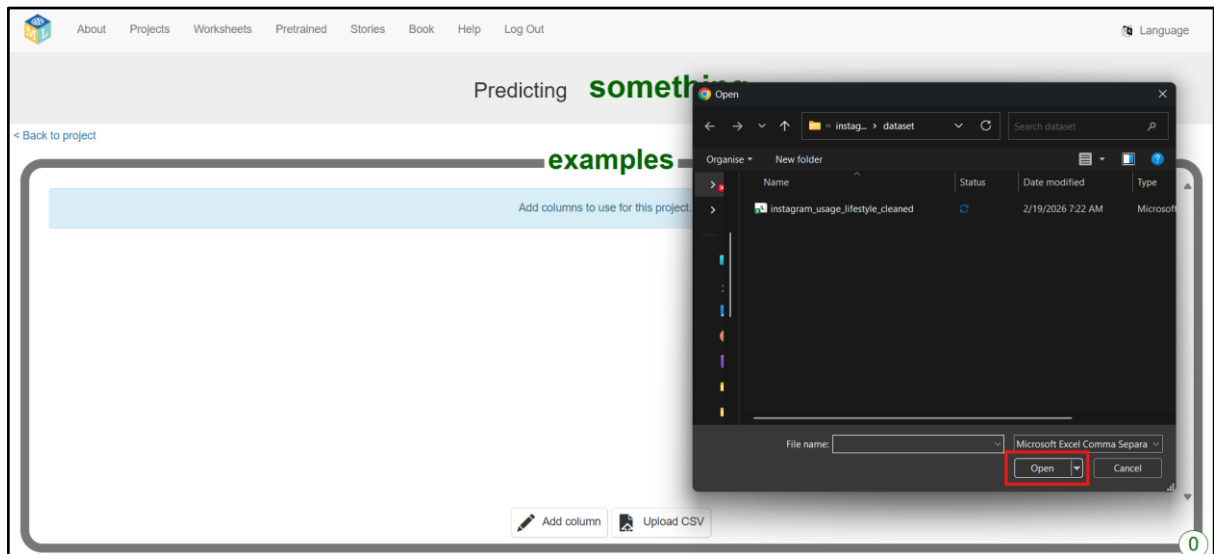 About Projects Worksheets Pretrained Stories Book Help Log Out Language
Predicting
< Back to project
examples
Add columns to use for this project.
Add column Upload CSV
0
Open
instag... > dataset
Search dataset
Organise New folder
Name Status Date modified Type
instagram_usage_lifestyle_cleaned 2/19/2026 7:22 AM Microsoft
File name: Microsoft Excel Comma Separa
Open Cancel